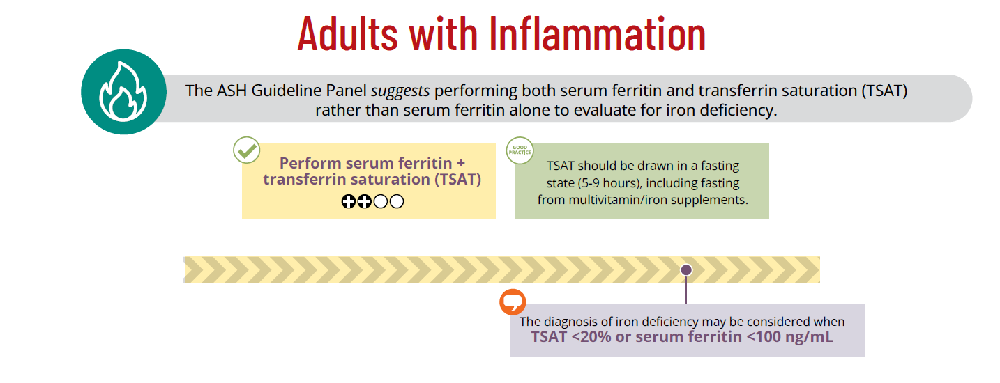 Adults with Inflammation
The ASH Guideline Panel suggests performing both serum ferritin and transferrin saturation (TSAT)
rather than serum ferritin alone to evaluate for iron deficiency.
Perform serum ferritin +
transferrin saturation (TSAT)
GOOD
PRACTICE
TSAT should be drawn in a fasting
state (5-9 hours), including fasting
from multivitamin/iron supplements.
The diagnosis of iron deficiency may be considered when
TSAT <20% or serum ferritin <100 ng/mL